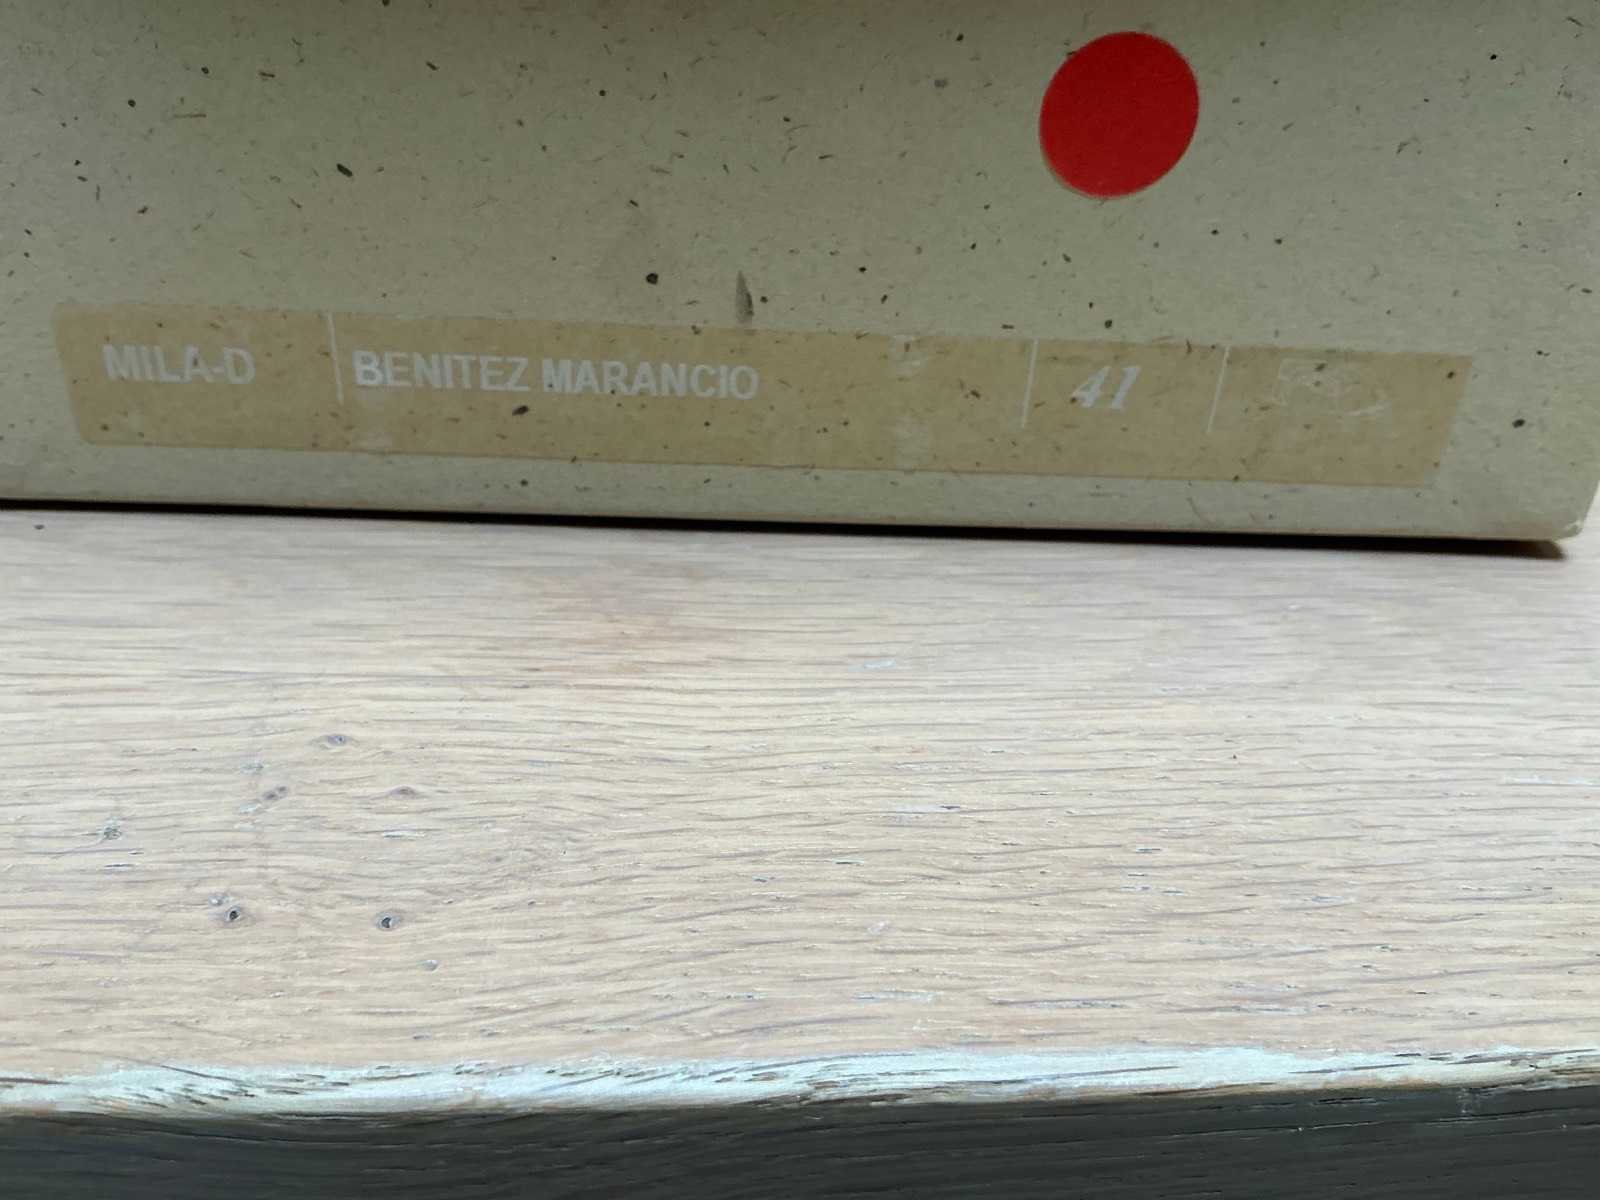 MILA-D BENITEZ MARANCIO 41